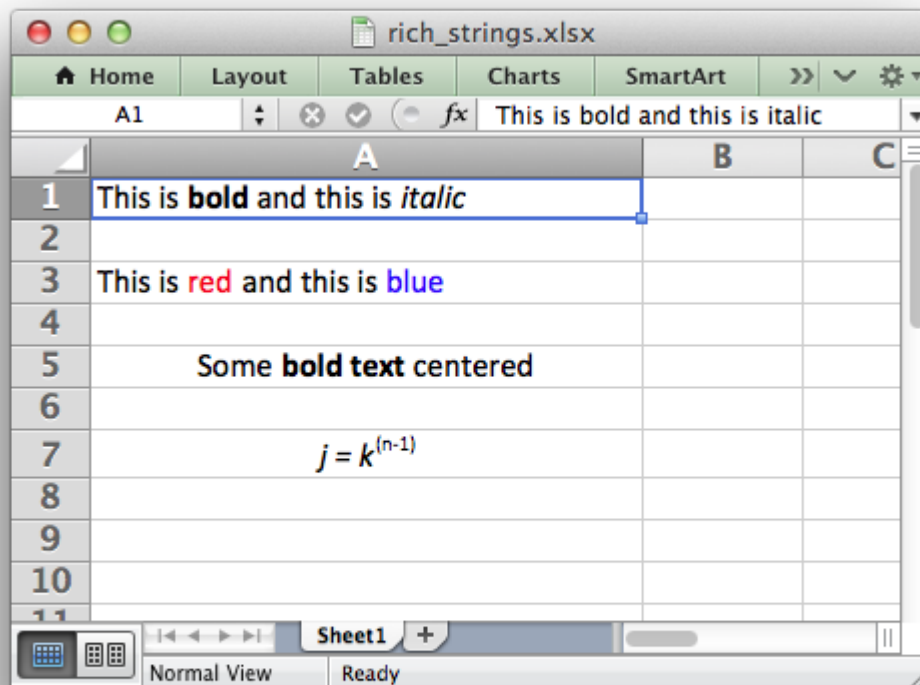 rich_strings.xlsx
Home Layout Tables Charts SmartArt
A1 fx This is bold and this is italic
A B C
1 This is bold and this is italic
2
3 This is red and this is blue
4
5 Some bold text centered
6
7 j = k(n-1)
8
9
10
11
Sheet1 +
Normal View Ready